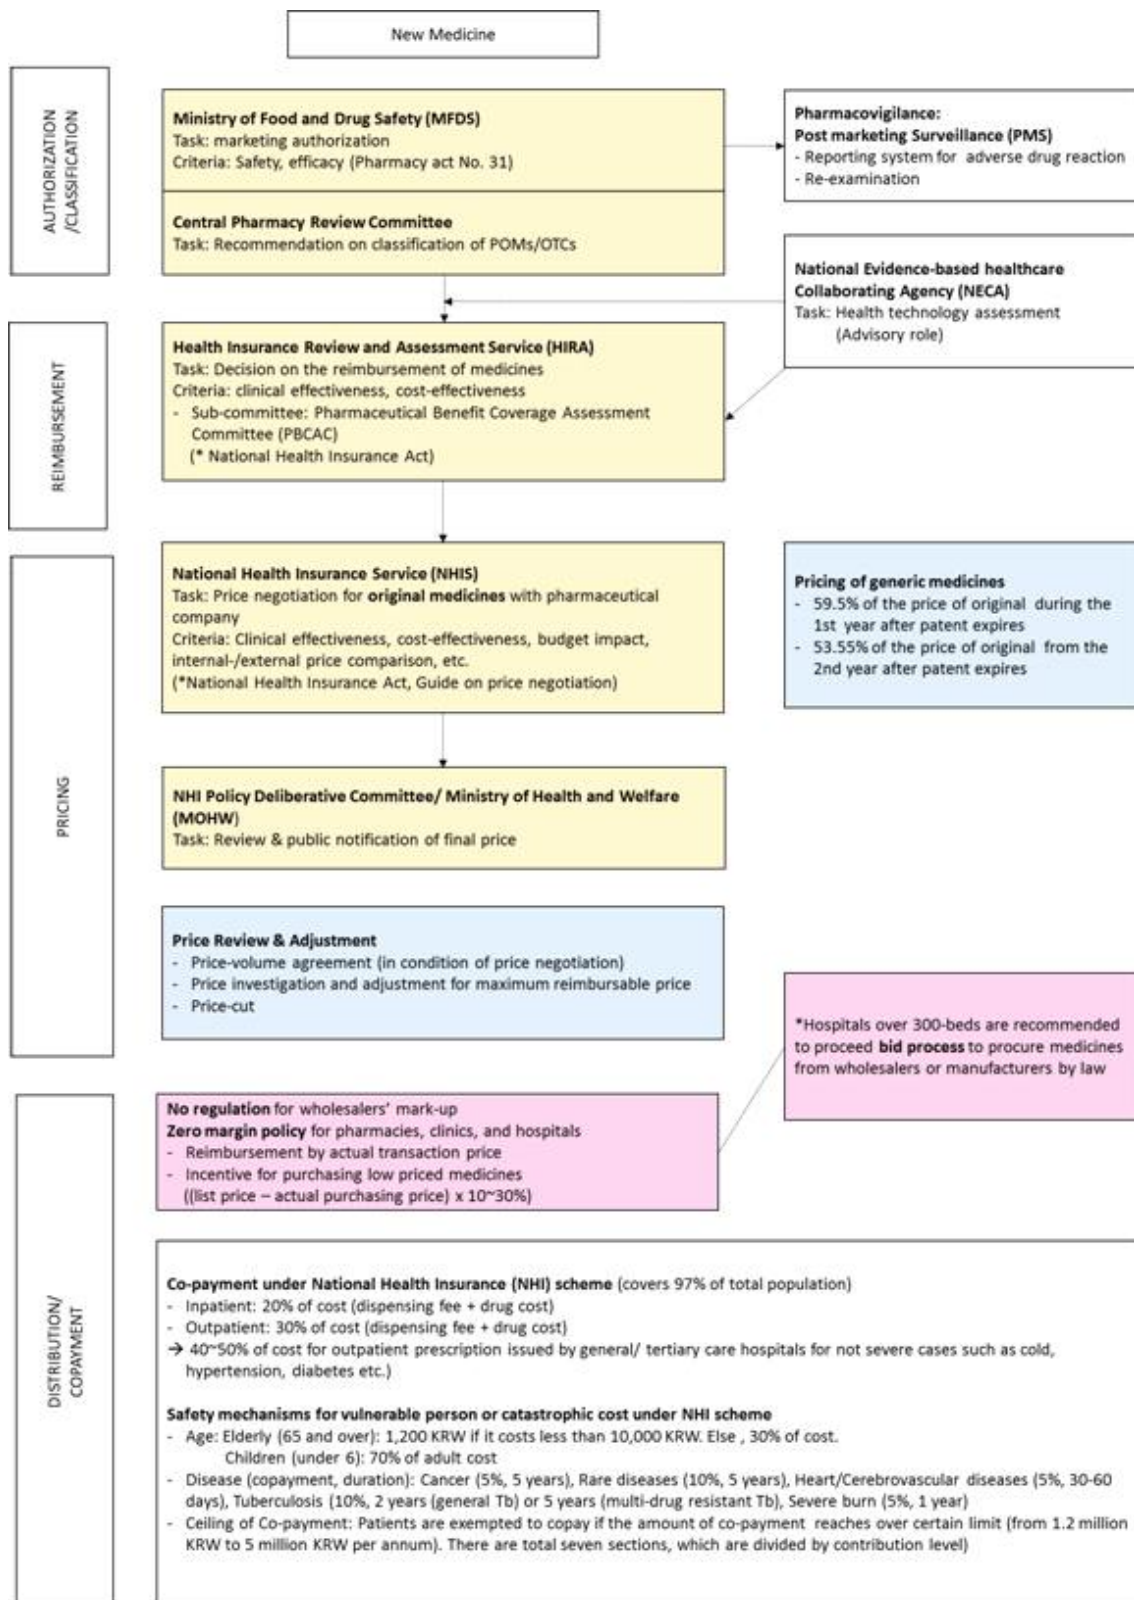 New Medicine
AUTHORIZATION
/CLASSIFICATION
Ministry of Food and Drug Safety (MFDS)
Task: marketing authorization
Criteria: Safety, efficacy (Pharmacy act No. 31)
Central Pharmacy Review Committee
Task: Recommendation on classification of POMs/OTCs
Pharmacovigilance:
Post marketing Surveillance (PMS)
- Reporting system for adverse drug reaction
- Re-examination
National Evidence-based healthcare
Collaborating Agency (NECA)
Task: Health technology assessment
(Advisory role)
REIMBURSEMENT
Health Insurance Review and Assessment Service (HIRA)
Task: Decision on the reimbursement of medicines
Criteria: clinical effectiveness, cost-effectiveness
- Sub-committee: Pharmaceutical Benefit Coverage Assessment
Committee (PBCAC)
(* National Health Insurance Act)
PRICING
National Health Insurance Service (NHIS)
Task: Price negotiation for original medicines with pharmaceutical
company
Criteria: Clinical effectiveness, cost-effectiveness, budget impact,
internal-/external price comparison, etc.
(*National Health Insurance Act, Guide on price negotiation)
Pricing of generic medicines
- 59.5% of the price of original during the
1st year after patent expires
- 53.55% of the price of original from the
2nd year after patent expires
NHI Policy Deliberative Committee/ Ministry of Health and Welfare
(MOHW)
Task: Review & public notification of final price
Price Review & Adjustment
- Price-volume agreement (in condition of price negotiation)
- Price investigation and adjustment for maximum reimbursable price
- Price-cut
*Hospitals over 300-beds are recommended
to proceed bid process to procure medicines
from wholesalers or manufacturers by law
DISTRIBUTION/
COPAYMENT
No regulation for wholesalers' mark-up
Zero margin policy for pharmacies, clinics, and hospitals
- Reimbursement by actual transaction price
- Incentive for purchasing low priced medicines
((list price – actual purchasing price) x 10~30%)
Co-payment under National Health Insurance (NHI) scheme (covers 97% of total population)
- Inpatient: 20% of cost (dispensing fee + drug cost)
- Outpatient: 30% of cost (dispensing fee + drug cost)
→ 40~50% of cost for outpatient prescription issued by general/ tertiary care hospitals for not severe cases such as cold,
hypertension, diabetes etc.)
Safety mechanisms for vulnerable person or catastrophic cost under NHI scheme
- Age: Elderly (65 and over): 1,200 KRW if it costs less than 10,000 KRW. Else , 30% of cost.
Children (under 6): 70% of adult cost
- Disease (copayment, duration): Cancer (5%, 5 years), Rare diseases (10%, 5 years), Heart/Cerebrovascular diseases (5%, 30-60
days), Tuberculosis (10%, 2 years (general Tb) or 5 years (multi-drug resistant Tb), Severe burn (5%, 1 year)
- Ceiling of Co-payment: Patients are exempted to copay if the amount of co-payment reaches over certain limit (from 1.2 million
KRW to 5 million KRW per annum). There are total seven sections, which are divided by contribution level)